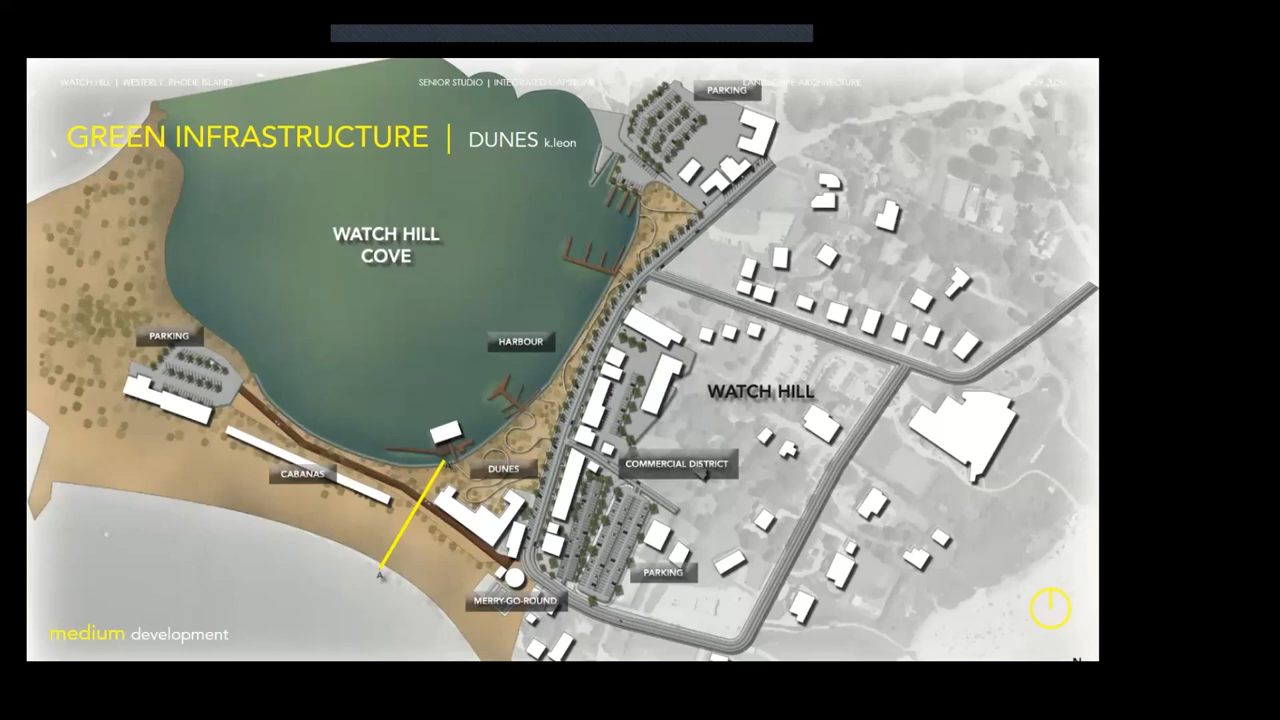 WATCH HILL | WESTERLY, RHODE ISLAND
SENIOR STUDIO | INTEGRATED
LANDSCAPE ARCHITECTURE
PARKING
GREEN INFRASTRUCTURE | DUNES k.leon
WATCH HILL
COVE
PARKING
HARBOUR
WATCH HILL
CABANAS
DUNES
COMMERCIAL DISTRICT
A
PARKING
MERRY-GO-ROUND
medium development
N